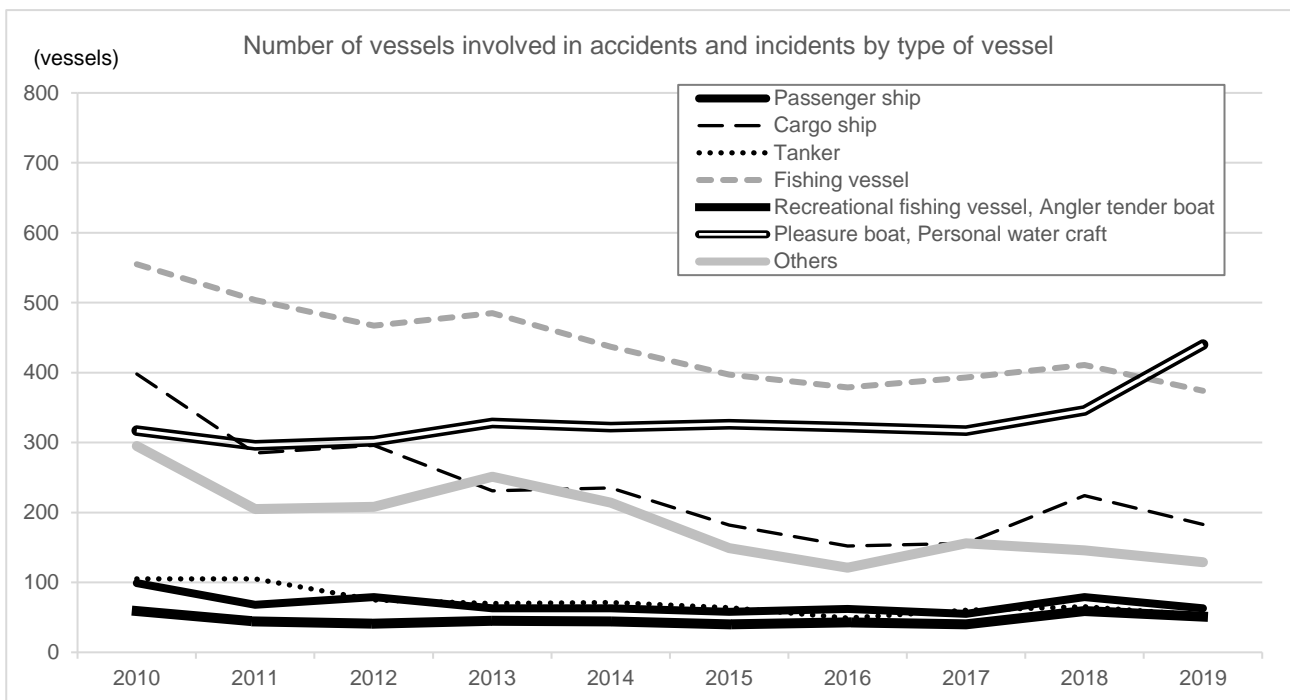 Number of vessels involved in accidents and incidents by type of vessel
(vessels)
800
700
600
500
400
300
200
100
0
Passenger ship
Cargo ship
Tanker
Fishing vessel
Recreational fishing vessel, Angler tender boat
Pleasure boat, Personal water craft
Others
2010 2011 2012 2013 2014 2015 2016 2017 2018 2019